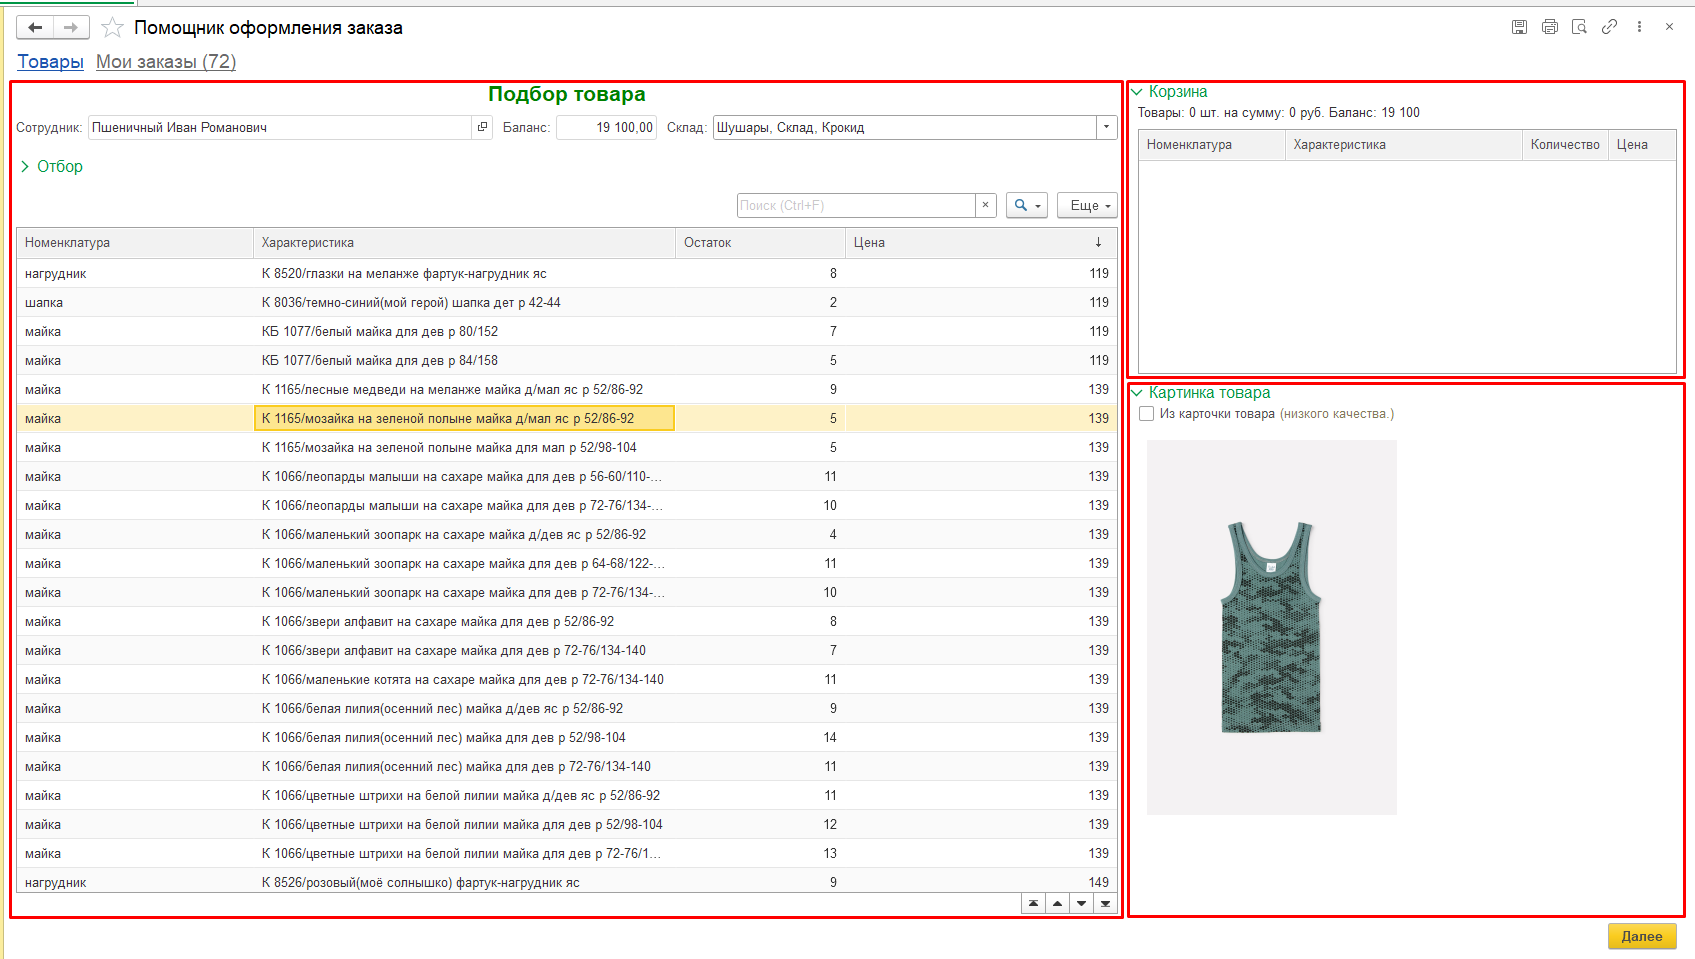 Помощник оформления заказа
Товары Мои заказы (72)
Подбор товара
Сотрудник: Пшеничный Иван Романович Баланс: 19 100,00 Склад: Шушары, Склад, Крокид
Отбор
Поиск (Ctrl+F) × Еще
Номенклатура Характеристика Остаток Цена
нагрудник К 8520/глазки на меланже фартук-нагрудник яс 8 119
шапка К 8036/темно-синий(мой герой) шапка дет р 42-44 2 119
майка КБ 1077/белый майка для дев р 80/152 7 119
майка КБ 1077/белый майка для дев р 84/158 5 119
майка К 1165/лесные медведи на меланже майка д/мал яс р 52/86-92 9 139
майка К 1165/мозайка на зеленой полыне майка д/мал яс р 52/86-92 5 139
майка К 1165/мозайка на зеленой полыне майка для мал р 52/98-104 5 139
майка К 1066/леопарды малыши на сахаре майка для дев р 56-60/110-... 11 139
майка К 1066/леопарды малыши на сахаре майка для дев р 72-76/134-... 10 139
майка К 1066/маленький зоопарк на сахаре майка д/дев яс р 52/86-92 4 139
майка К 1066/маленький зоопарк на сахаре майка для дев р 64-68/122-... 11 139
майка К 1066/маленький зоопарк на сахаре майка для дев р 72-76/134-... 10 139
майка К 1066/звери алфавит на сахаре майка для дев р 52/86-92 8 139
майка К 1066/звери алфавит на сахаре майка для дев р 72-76/134-140 7 139
майка К 1066/маленькие котята на сахаре майка для дев р 72-76/134-140 11 139
майка К 1066/белая лилия(осенний лес) майка д/дев яс р 52/86-92 9 139
майка К 1066/белая лилия(осенний лес) майка для дев р 52/98-104 14 139
майка К 1066/белая лилия(осенний лес) майка для дев р 72-76/134-140 11 139
майка К 1066/цветные штрихи на белой лилии майка д/дев яс р 52/86-92 11 139
майка К 1066/цветные штрихи на белой лилии майка для дев р 52/98-104 12 139
майка К 1066/цветные штрихи на белой лилии майка для дев р 72-76/1... 13 139
нагрудник К 8526/розовый(моё солнышко) фартук-нагрудник яс 9 149
Корзина
Товары: 0 шт. на сумму: 0 руб. Баланс: 19 100
Номенклатура Характеристика Количество Цена
Картинка товара
Из карточки товара (низкого качества.)
Далее